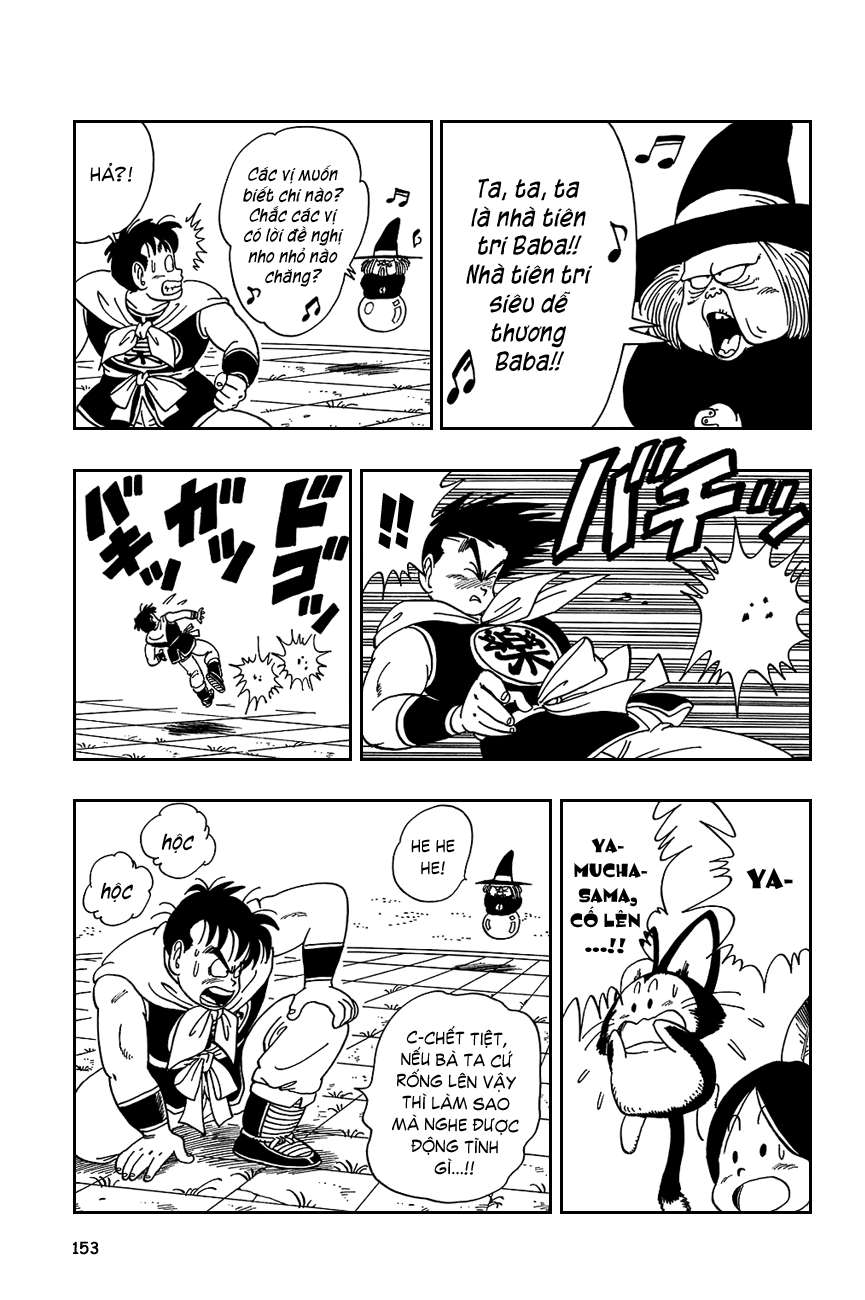 Ta, ta, ta
là nhà tiên
tri Baba!!
Nhà tiên tri
siêu dễ
thương
Baba!!
Các vị muốn
biết chi nào?
Chắc các vị
có lời đề nghị
nho nhỏ nào
chăng?
HẢ?!
バチッ
!!
ドゴッ
ガッ
バキッ
YA-
YA-
MUCHA-
SAMA,
CỐ LÊN
...!!
HE HE
HE!
hộc
hộc
C-CHẾT TIỆT,
NẾU BÀ TA CỨ
RỐNG LÊN VẬY
THÌ LÀM SAO
MÀ NGHE ĐƯỢC
ĐỘNG TĨNH
GÌ...!!
153